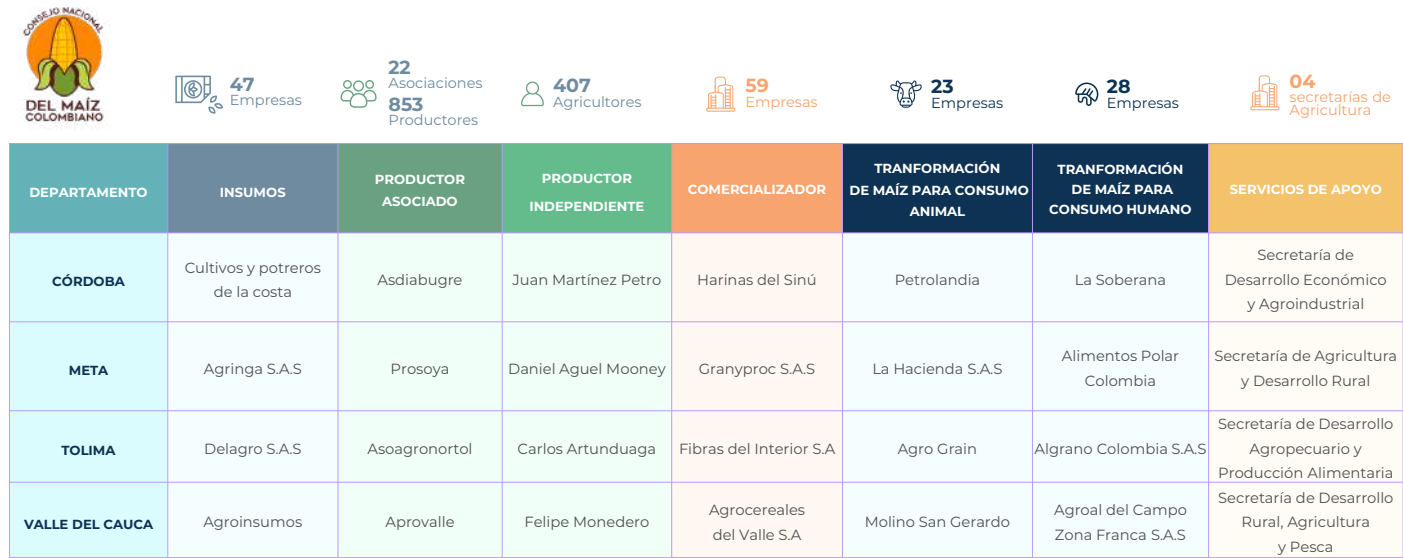 CONSEJO NACIONAL
DEL MAÍZ
COLOMBIANO
47
Empresas
22
Asociaciones
853
Productores
407
Agricultores
59
Empresas
23
Empresas
28
Empresas
04
secretarías de
Agricultura
DEPARTAMENTO
INSUMOS
PRODUCTOR
ASOCIADO
PRODUCTOR
INDEPENDIENTE
COMERCIALIZADOR
TRANFORMACIÓN
DE MAÍZ PARA CONSUMO
ANIMAL
TRANFORMACIÓN
DE MAÍZ PARA
CONSUMO HUMANO
SERVICIOS DE APOYO
CÓRDOBA
Cultivos y potreros
de la costa
Asdiabugre
Juan Martínez Petro
Harinas del Sinú
Petrolandia
La Soberana
Secretaría de
Desarrollo Económico
y Agroindustrial
META
Agringa S.A.S
Prosoya
Daniel Aguel Mooney
Granyproc S.A.S
La Hacienda S.A.S
Alimentos Polar
Colombia
Secretaría de Agricultura
y Desarrollo Rural
TOLIMA
Delagro S.A.S
Asoagronortol
Carlos Artunduaga
Fibras del Interior S.A
Agro Grain
Algrano Colombia S.A.S
Secretaría de Desarrollo
Agropecuario y
Producción Alimentaria
VALLE DEL CAUCA
Agroinsumos
Aprovalle
Felipe Monedero
Agrocereales
del Valle S.A
Molino San Gerardo
Agroal del Campo
Zona Franca S.A.S
Secretaría de Desarrollo
Rural, Agricultura
y Pesca